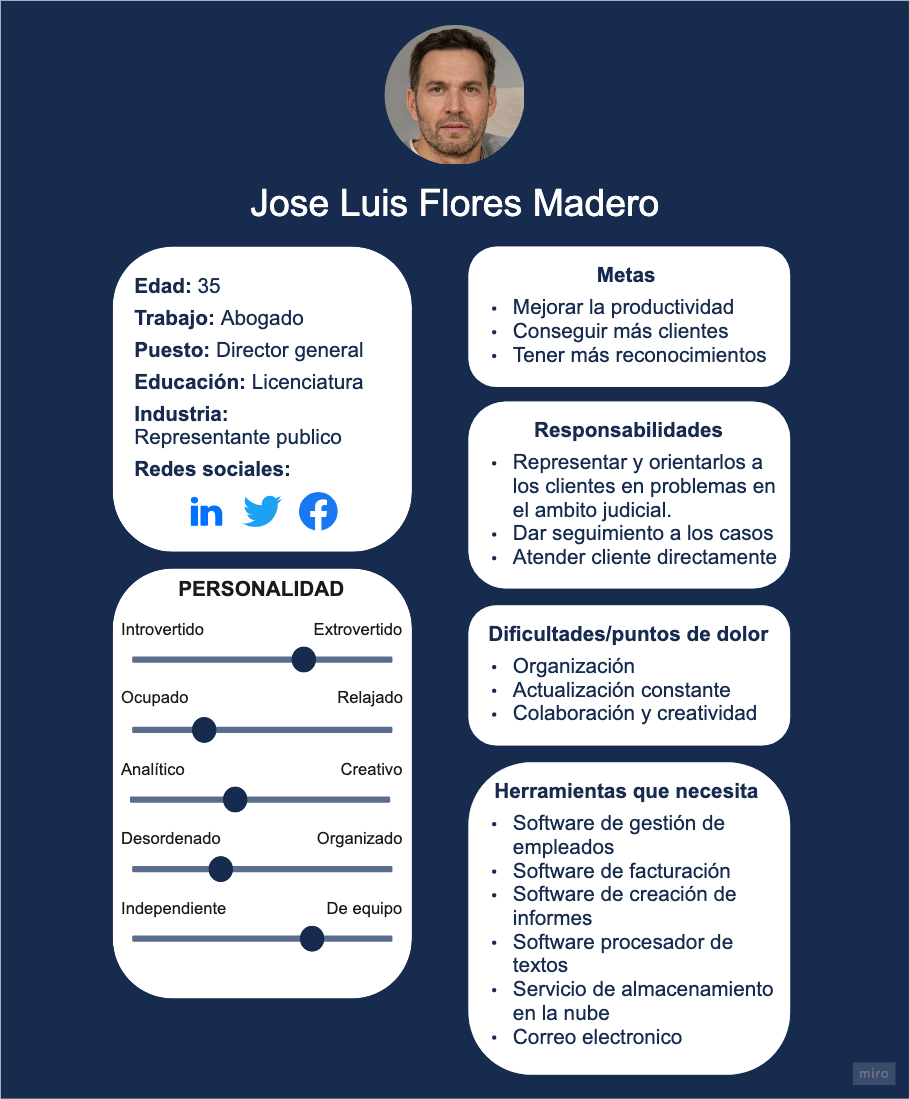 Jose Luis Flores Madero
Edad: 35
Trabajo: Abogado
Puesto: Director general
Educación: Licenciatura
Industria:
Representante publico
Redes sociales:
in
PERSONALIDAD
Introvertido Extrovertido
Ocupado Relajado
Analítico Creativo
Desordenado Organizado
Independiente De equipo
Metas
• Mejorar la productividad
• Conseguir más clientes
• Tener más reconocimientos
Responsabilidades
• Representar y orientarlos a
los clientes en problemas en
el ambito judicial.
• Dar seguimiento a los casos
• Atender cliente directamente
Dificultades/puntos de dolor
• Organización
• Actualización constante
• Colaboración y creatividad
Herramientas que necesita
• Software de gestión de
empleados
• Software de facturación
• Software de creación de
informes
• Software procesador de
textos
• Servicio de almacenamiento
en la nube
• Correo electronico
miro